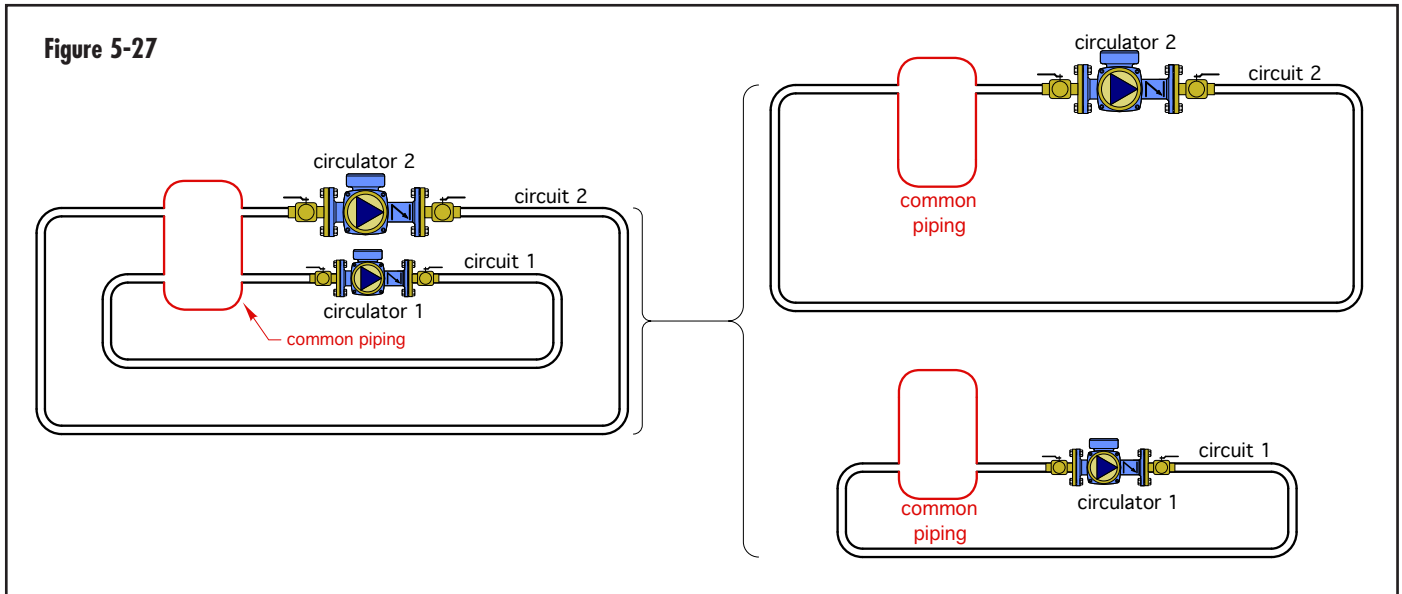 Figure 5-27
circulator 2
circuit 2
circuit 1
circulator 1
common piping
circulator 2
circuit 2
common
piping
circuit 1
circulator 1
common
piping